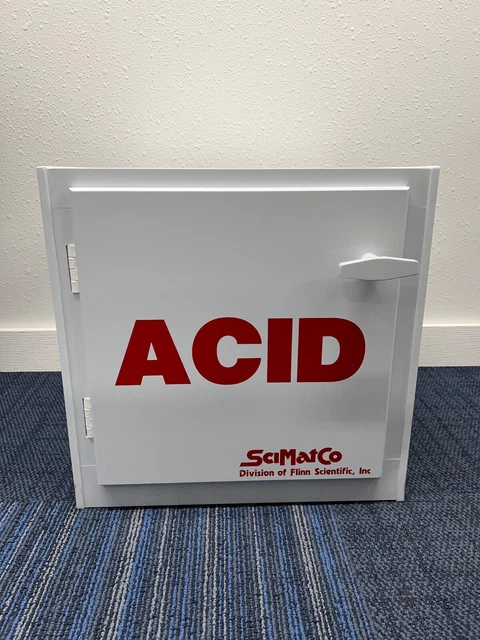 ACID
SciMatCo
Division of Flinn Scientific, Inc